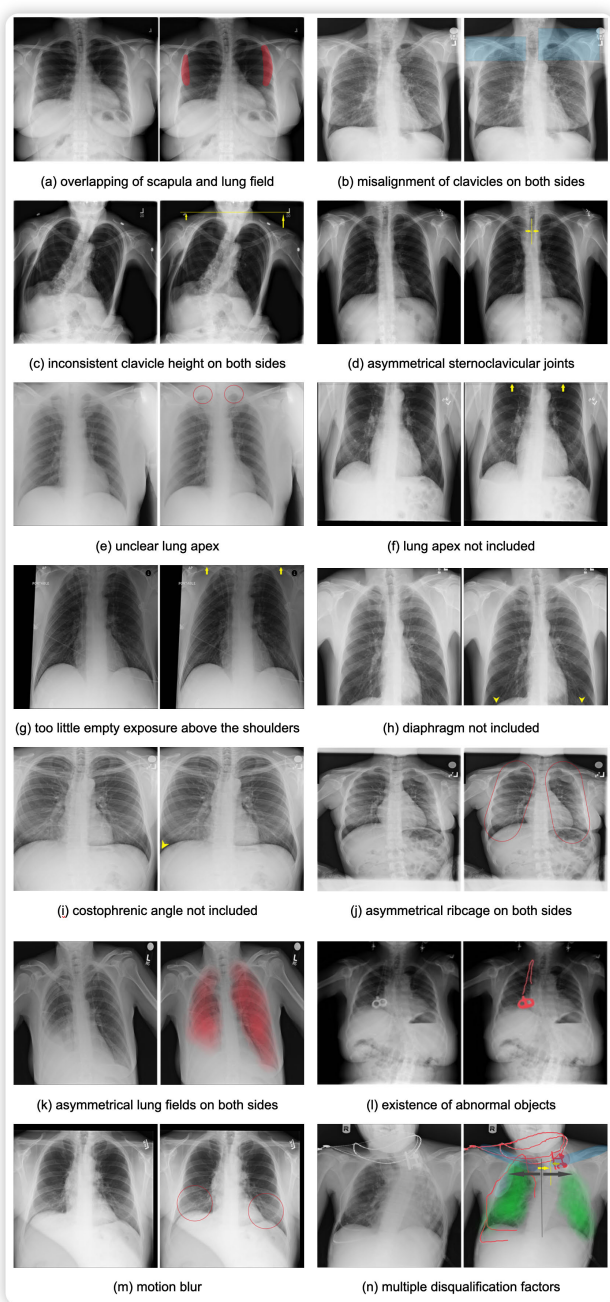 (a) overlapping of scapula and lung field
(b) misalignment of clavicles on both sides
(c) inconsistent clavicle height on both sides
(d) asymmetrical sternoclavicular joints
(e) unclear lung apex
(f) lung apex not included
(g) too little empty exposure above the shoulders
(h) diaphragm not included
(i) costophrenic angle not included
(j) asymmetrical ribcage on both sides
L
L
(k) asymmetrical lung fields on both sides
(l) existence of abnormal objects
R
R
(m) motion blur
(n) multiple disqualification factors